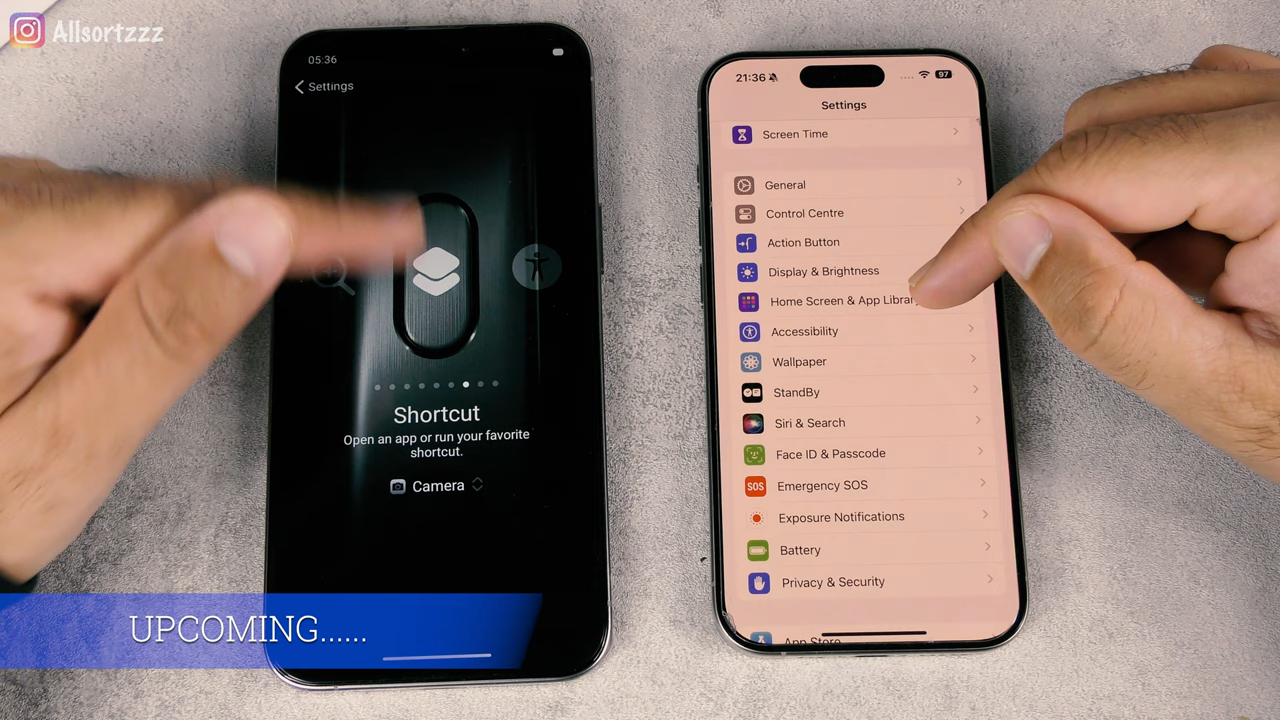 Allsortzzz
05:36
Settings
Shortcut
Open an app or run your favorite
shortcut.
Camera
UPCOMING......
21:36
97
Settings
Screen Time
General
Control Centre
Action Button
Display & Brightness
Home Screen & App Library
Accessibility
Wallpaper
StandBy
Siri & Search
Face ID & Passcode
SOS
Emergency SOS
Exposure Notifications
Battery
Privacy & Security
App Store